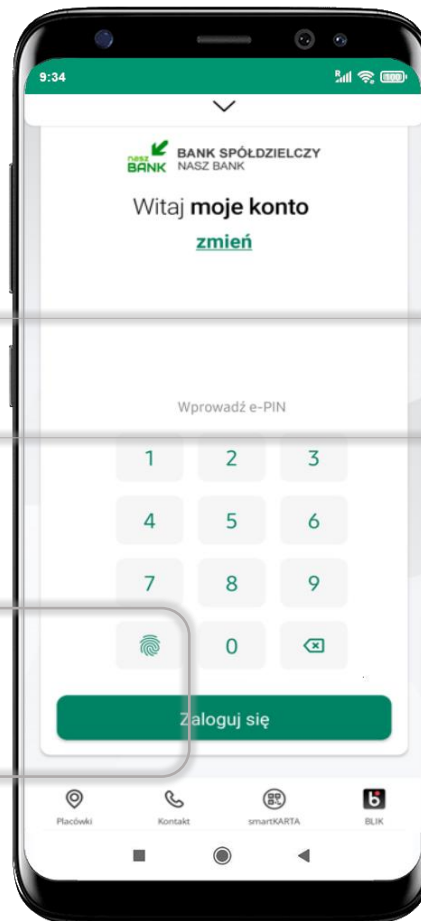 9:34
100
nasz
BANK
BANK SPÓŁDZIELCZY
NASZ BANK
Witaj moje konto
zmień
Wprowadź e-PIN
1 2 3
4 5 6
7 8 9
0
Zaloguj się
Placówki Kontakt smartKARTA BLIK